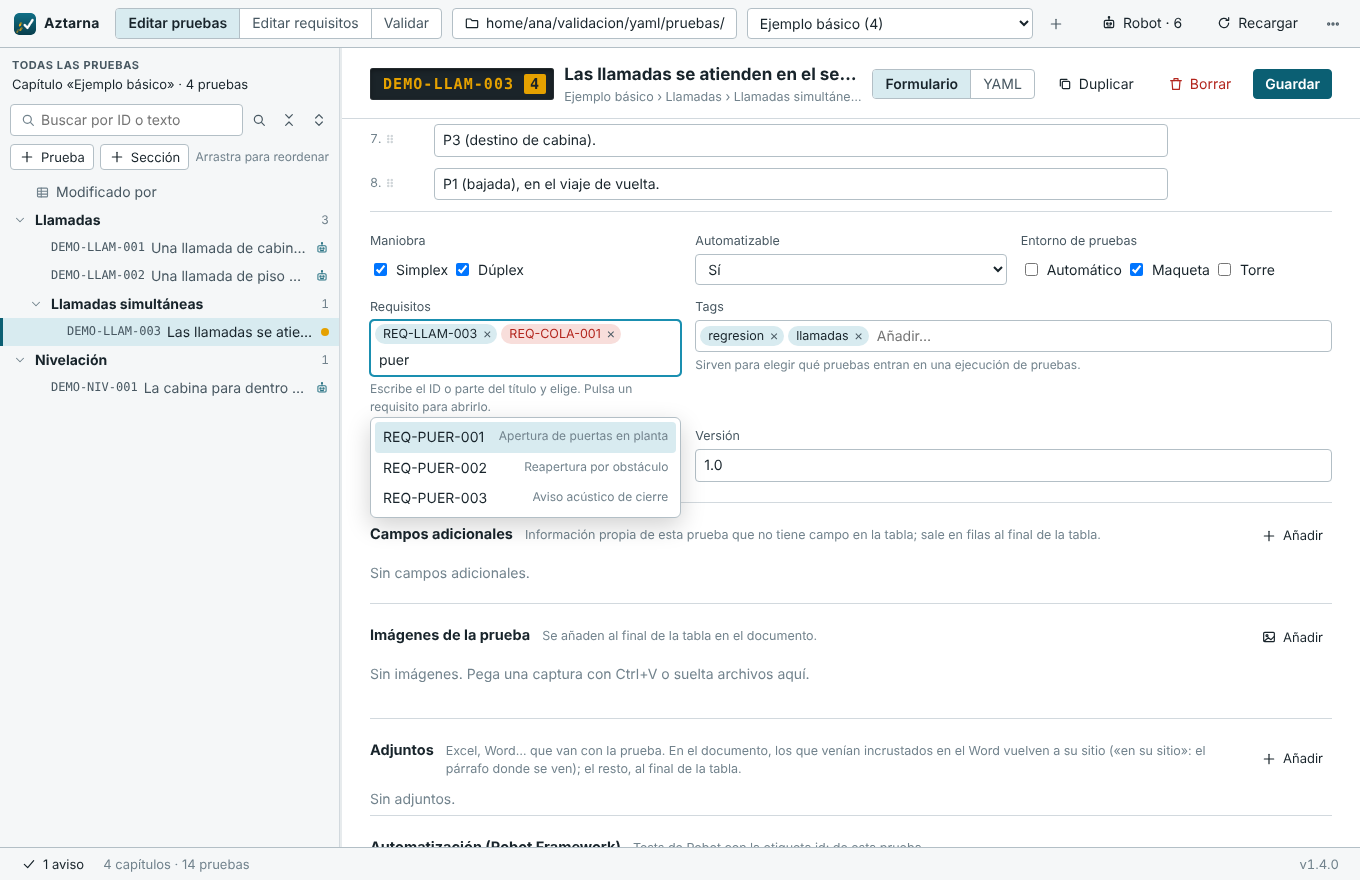 Aztarna
Editar pruebas
Editar requisitos
Validar
home/ana/validacion/yaml/pruebas/
Ejemplo básico (4)
Robot · 6
Recargar
TODAS LAS PRUEBAS
Capítulo «Ejemplo básico» · 4 pruebas
Buscar por ID o texto
Prueba
Sección
Arrastra para reordenar
Modificado por
Llamadas 3
DEMO-LLAM-001 Una llamada de cabin...
DEMO-LLAM-002 Una llamada de piso ...
Llamadas simultáneas 1
DEMO-LLAM-003 Las llamadas se atie...
Nivelación 1
DEMO-NIV-001 La cabina para dentro ...
DEMO-LLAM-003 4
Las llamadas se atienden en el se...
Ejemplo básico › Llamadas › Llamadas simultáne...
Formulario
YAML
Duplicar
Borrar
Guardar
7. P3 (destino de cabina).
8. P1 (bajada), en el viaje de vuelta.
Maniobra
Simplex
Dúplex
Automatizable
Sí
Entorno de pruebas
Automático
Maqueta
Torre
Requisitos
REQ-LLAM-003 ×
REQ-COLA-001 ×
puer
Escribe el ID o parte del título y elige. Pulsa un
requisito para abrirlo.
Tags
regresion ×
llamadas ×
Añadir...
Sirven para elegir qué pruebas entran en una ejecución de pruebas.
REQ-PUER-001 Apertura de puertas en planta
REQ-PUER-002 Reapertura por obstáculo
REQ-PUER-003 Aviso acústico de cierre
Versión
1.0
Campos adicionales
Información propia de esta prueba que no tiene campo en la tabla; sale en filas al final de la tabla.
Añadir
Sin campos adicionales.
Imágenes de la prueba
Se añaden al final de la tabla en el documento.
Añadir
Sin imágenes. Pega una captura con Ctrl+V o suelta archivos aquí.
Adjuntos
Excel, Word... que van con la prueba. En el documento, los que venían incrustados en el Word vuelven a su sitio («en su sitio»: el
párrafo donde se ven); el resto, al final de la tabla.
Añadir
Sin adjuntos.
Automatización (Robot Framework)
Tests de Robot con la etiqueta id: de esta prueba
1 aviso
4 capítulos · 14 pruebas
v1.4.0